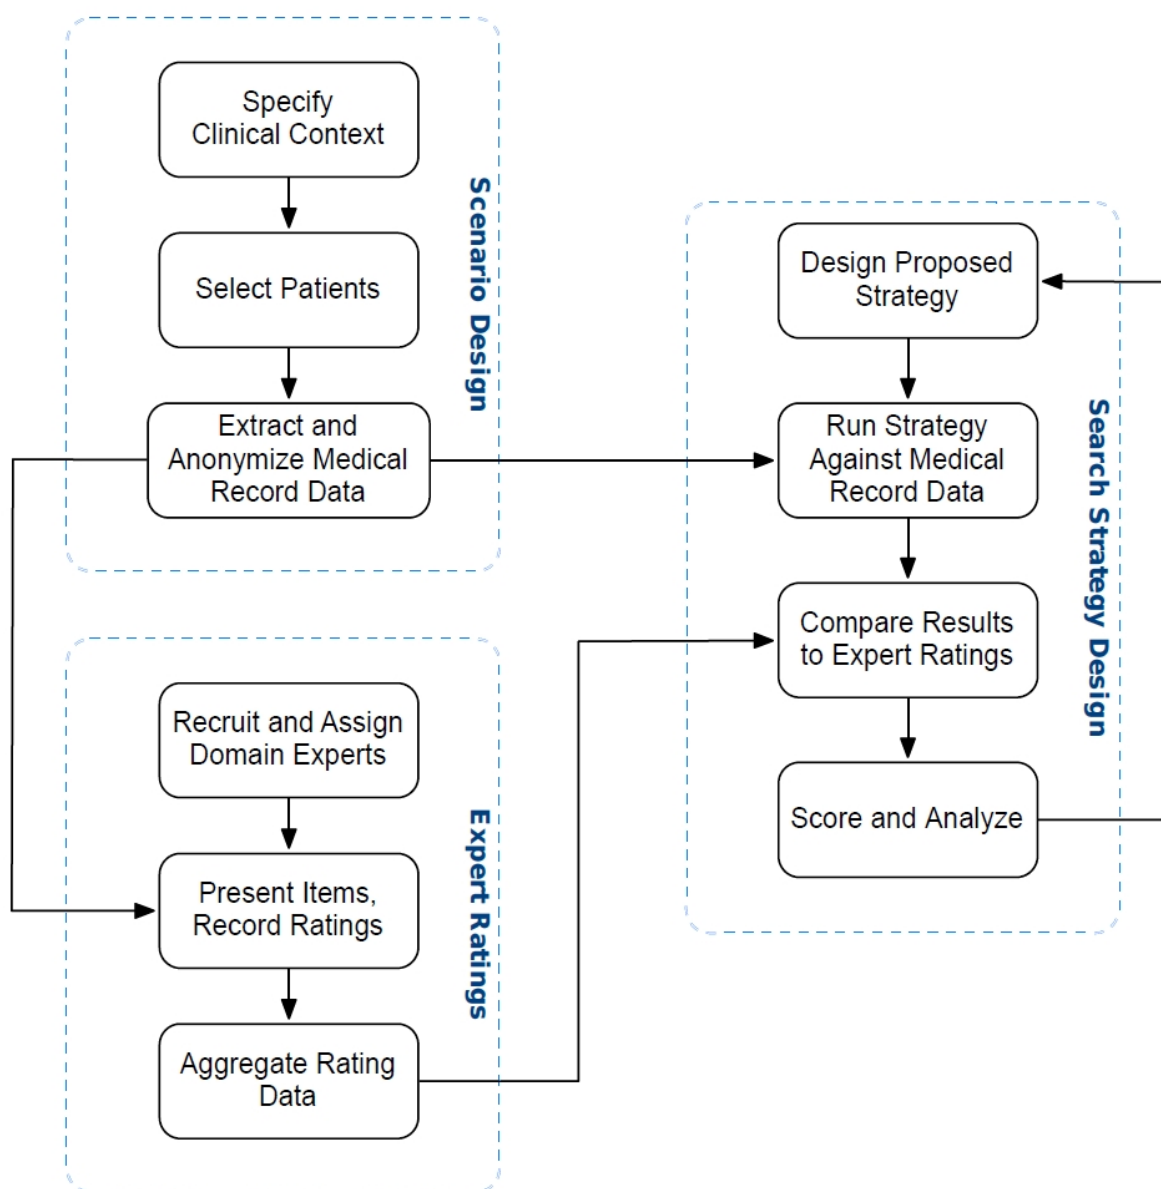 Specify
Clinical Context
Select Patients
Extract and
Anonymize Medical
Record Data
Scenario Design
Recruit and Assign
Domain Experts
Present Items,
Record Ratings
Aggregate Rating
Data
Expert Ratings
Design Proposed
Strategy
Run Strategy
Against Medical
Record Data
Compare Results
to Expert Ratings
Score and Analyze
Search Strategy Design